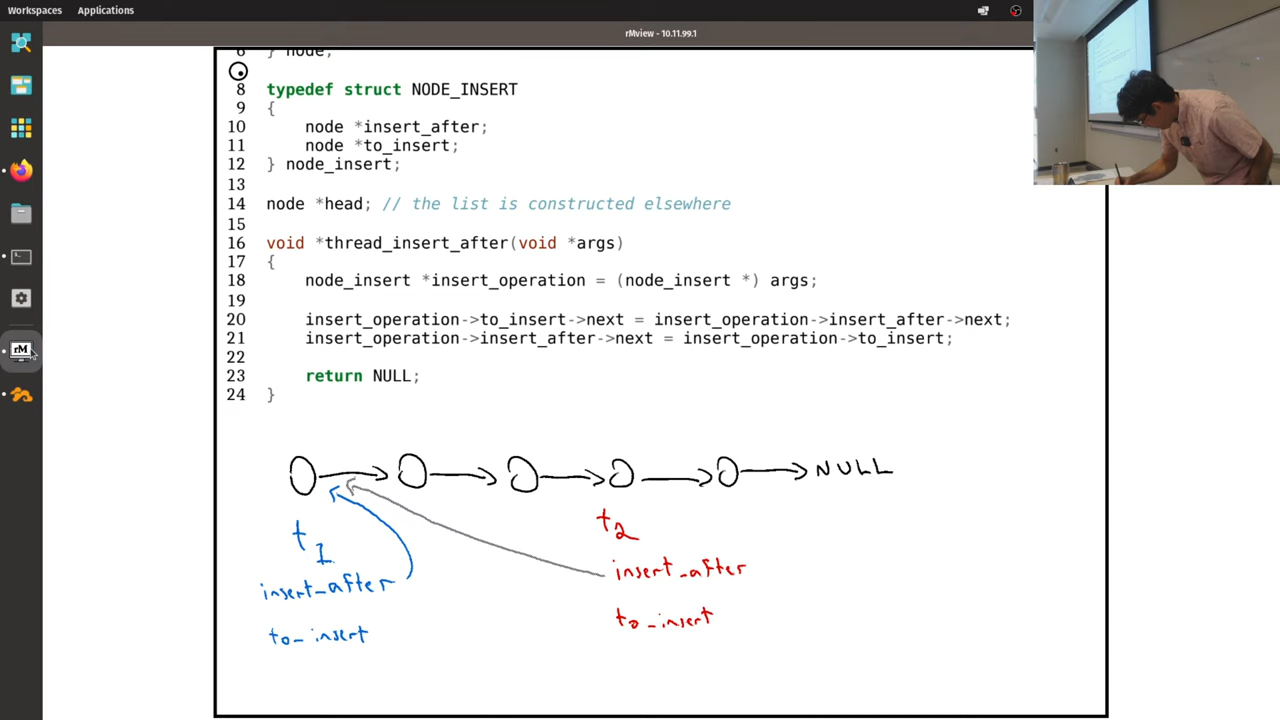 Workspaces Applications
rMview - 10.11.99.1
6 } node;
8 typedef struct NODE_INSERT
9 {
10 node *insert_after;
11 node *to_insert;
12 } node_insert;
13
14 node *head; // the list is constructed elsewhere
15
16 void *thread_insert_after(void *args)
17 {
18 node_insert *insert_operation = (node_insert *) args;
19
20 insert_operation->to_insert->next = insert_operation->insert_after->next;
21 insert_operation->insert_after->next = insert_operation->to_insert;
22
23 return NULL;
24 }
NULL
t1
insert_after
to_insert
t2
insert_after
to_insert
rM